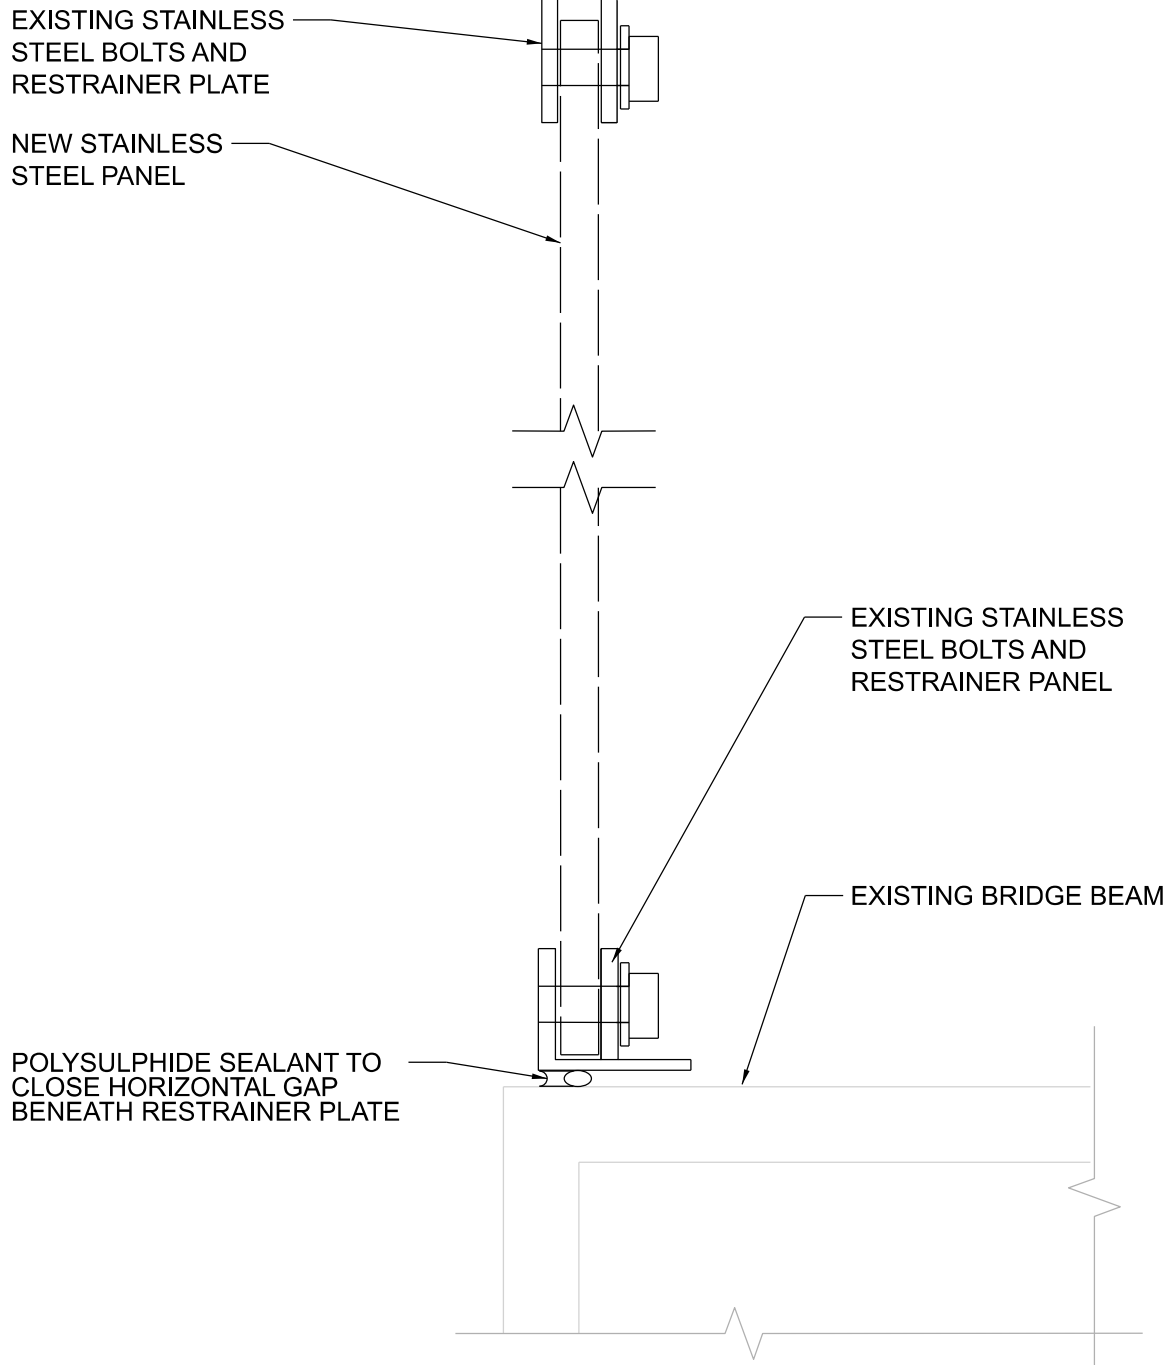 EXISTING STAINLESS
STEEL BOLTS AND
RESTRAINER PLATE
NEW STAINLESS
STEEL PANEL
EXISTING STAINLESS
STEEL BOLTS AND
RESTRAINER PANEL
EXISTING BRIDGE BEAM
POLYSULPHIDE SEALANT TO
CLOSE HORIZONTAL GAP
BENEATH RESTRAINER PLATE